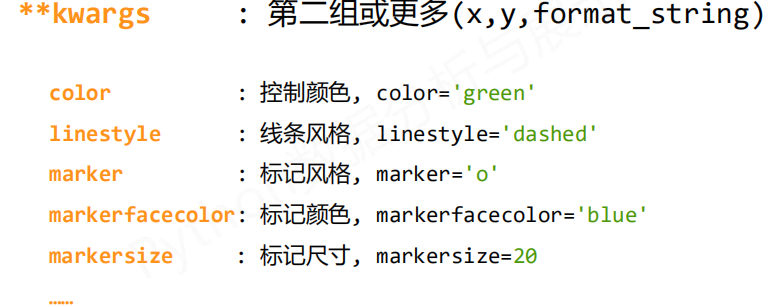 **kwargs : 第二组或更多(x,y,format_string)
color : 控制颜色, color='green'
linestyle : 线条风格, linestyle='dashed'
marker : 标记风格, marker='o'
markerfacecolor: 标记颜色, markerfacecolor='blue'
markersize : 标记尺寸, markersize=20
……